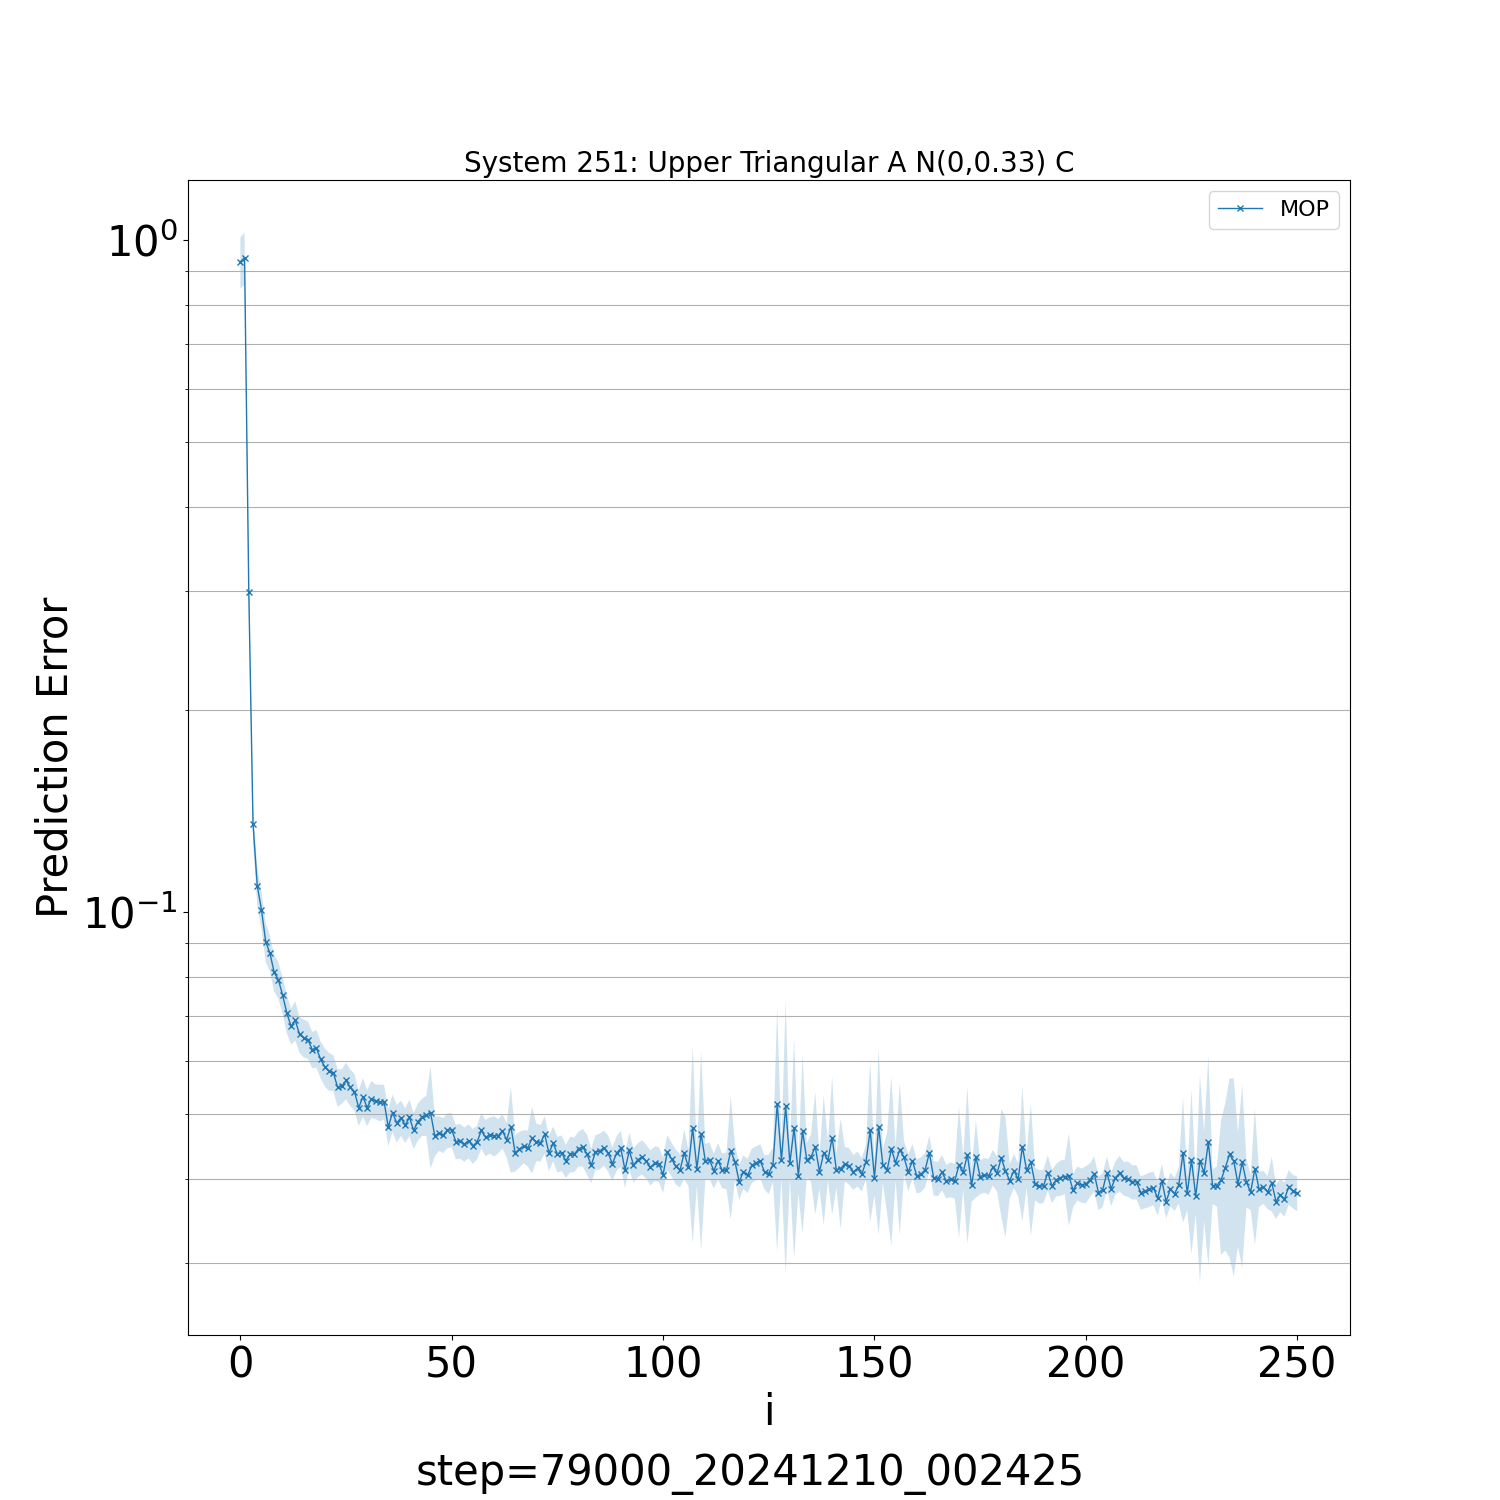 System 251: Upper Triangular A N(0,0.33) C
MOP
10⁰
10⁻¹
Prediction Error
0 50 100 150 200 250
i
step=79000_20241210_002425